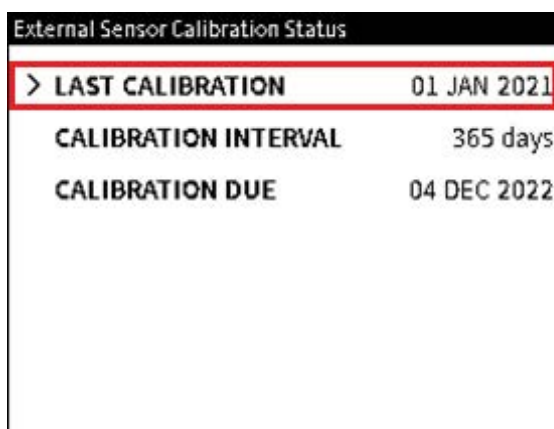 External Sensor Calibration Status
> LAST CALIBRATION 01 JAN 2021
CALIBRATION INTERVAL 365 days
CALIBRATION DUE 04 DEC 2022